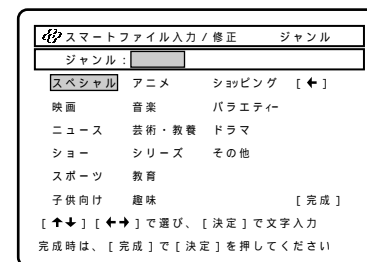 スマートファイル入力/修正 ジャンル
ジャンル:
スペシャル アニメ ショッピング [←]
映画 音楽 バラエティー
ニュース 芸術・教養 ドラマ
ショー シリーズ その他
スポーツ 教育
子供向け 趣味 [完成]
[↑↓][←→]で選び、[決定]で文字入力
完成時は、[完成]で[決定]を押してください